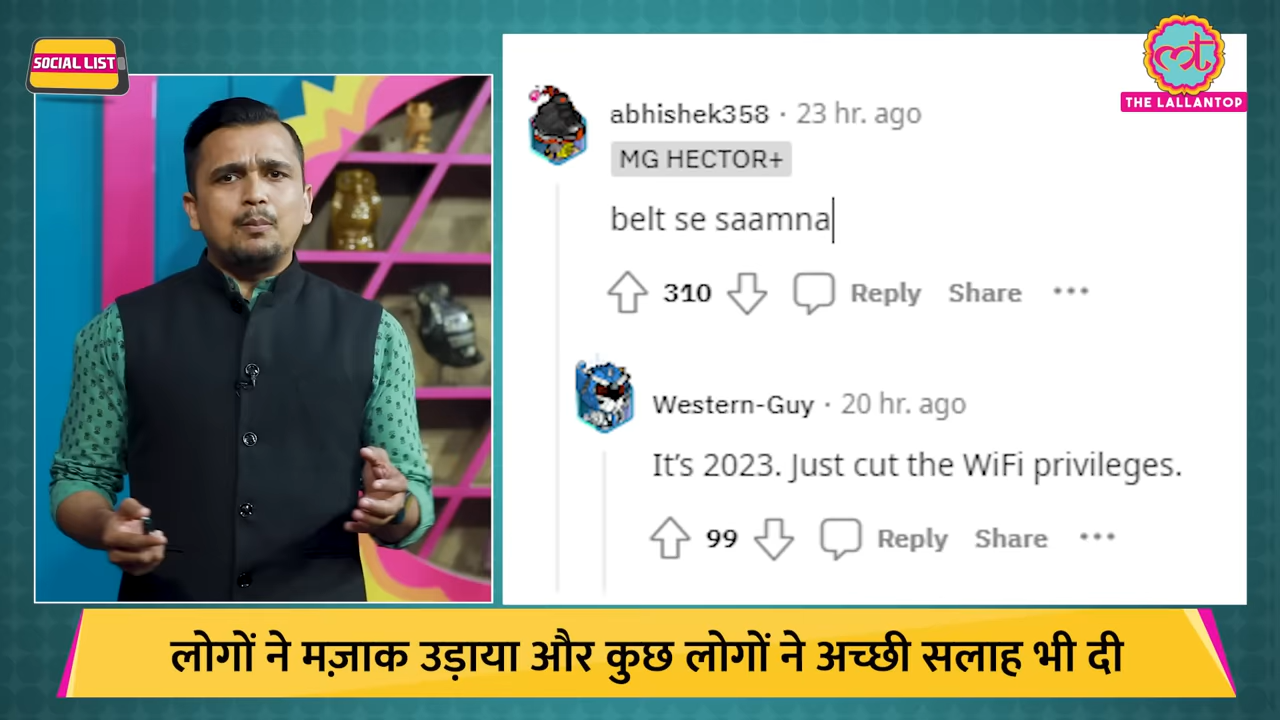 SOCIAL LIST
mt
THE LALLANTOP
abhishek358 · 23 hr. ago
MG HECTOR+
belt se saamna
310 Reply Share ···
Western-Guy · 20 hr. ago
It's 2023. Just cut the WiFi privileges.
99 Reply Share ···
लोगों ने मज़ाक उड़ाया और कुछ लोगों ने अच्छी सलाह भी दी